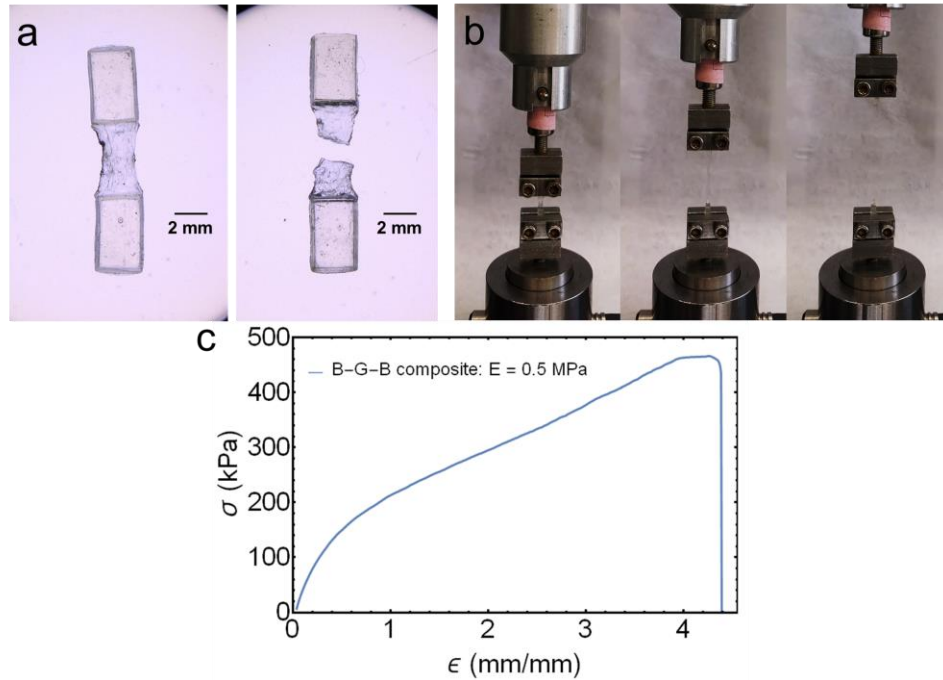 a
2 mm
2 mm
b
c
500
400
300
200
100
0
σ (kPa)
B–G–B composite: E = 0.5 MPa
0 1 2 3 4
ϵ (mm/mm)